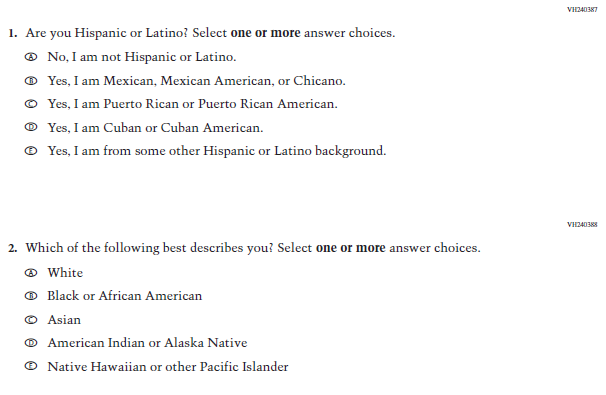 VH240387
1. Are you Hispanic or Latino? Select one or more answer choices.
A No, I am not Hispanic or Latino.
B Yes, I am Mexican, Mexican American, or Chicano.
C Yes, I am Puerto Rican or Puerto Rican American.
D Yes, I am Cuban or Cuban American.
E Yes, I am from some other Hispanic or Latino background.
VH240388
2. Which of the following best describes you? Select one or more answer choices.
A White
B Black or African American
C Asian
D American Indian or Alaska Native
E Native Hawaiian or other Pacific Islander